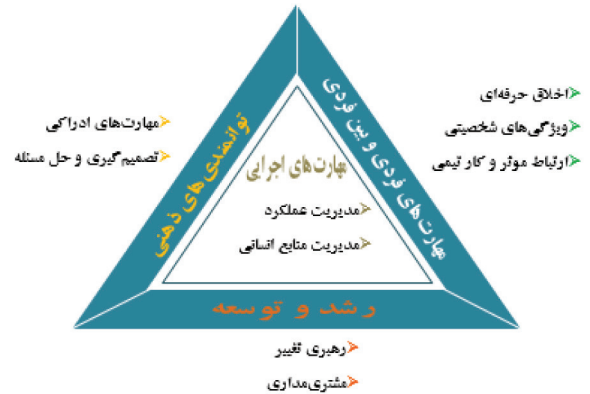 مهارت‌های فردی و بین فردی
اخلاق حرفه‌ای
ویژگی‌های شخصیتی
ارتباط موثر و کار تیمی
توانمندی‌های ذهنی
مهارت‌های ادراکی
تصمیم‌گیری و حل مسئله
مهارت‌های اجرایی
مدیریت عملکرد
مدیریت منابع انسانی
رشد و توسعه
رهبری تغییر
مشتری‌مداری